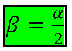 β = α/2